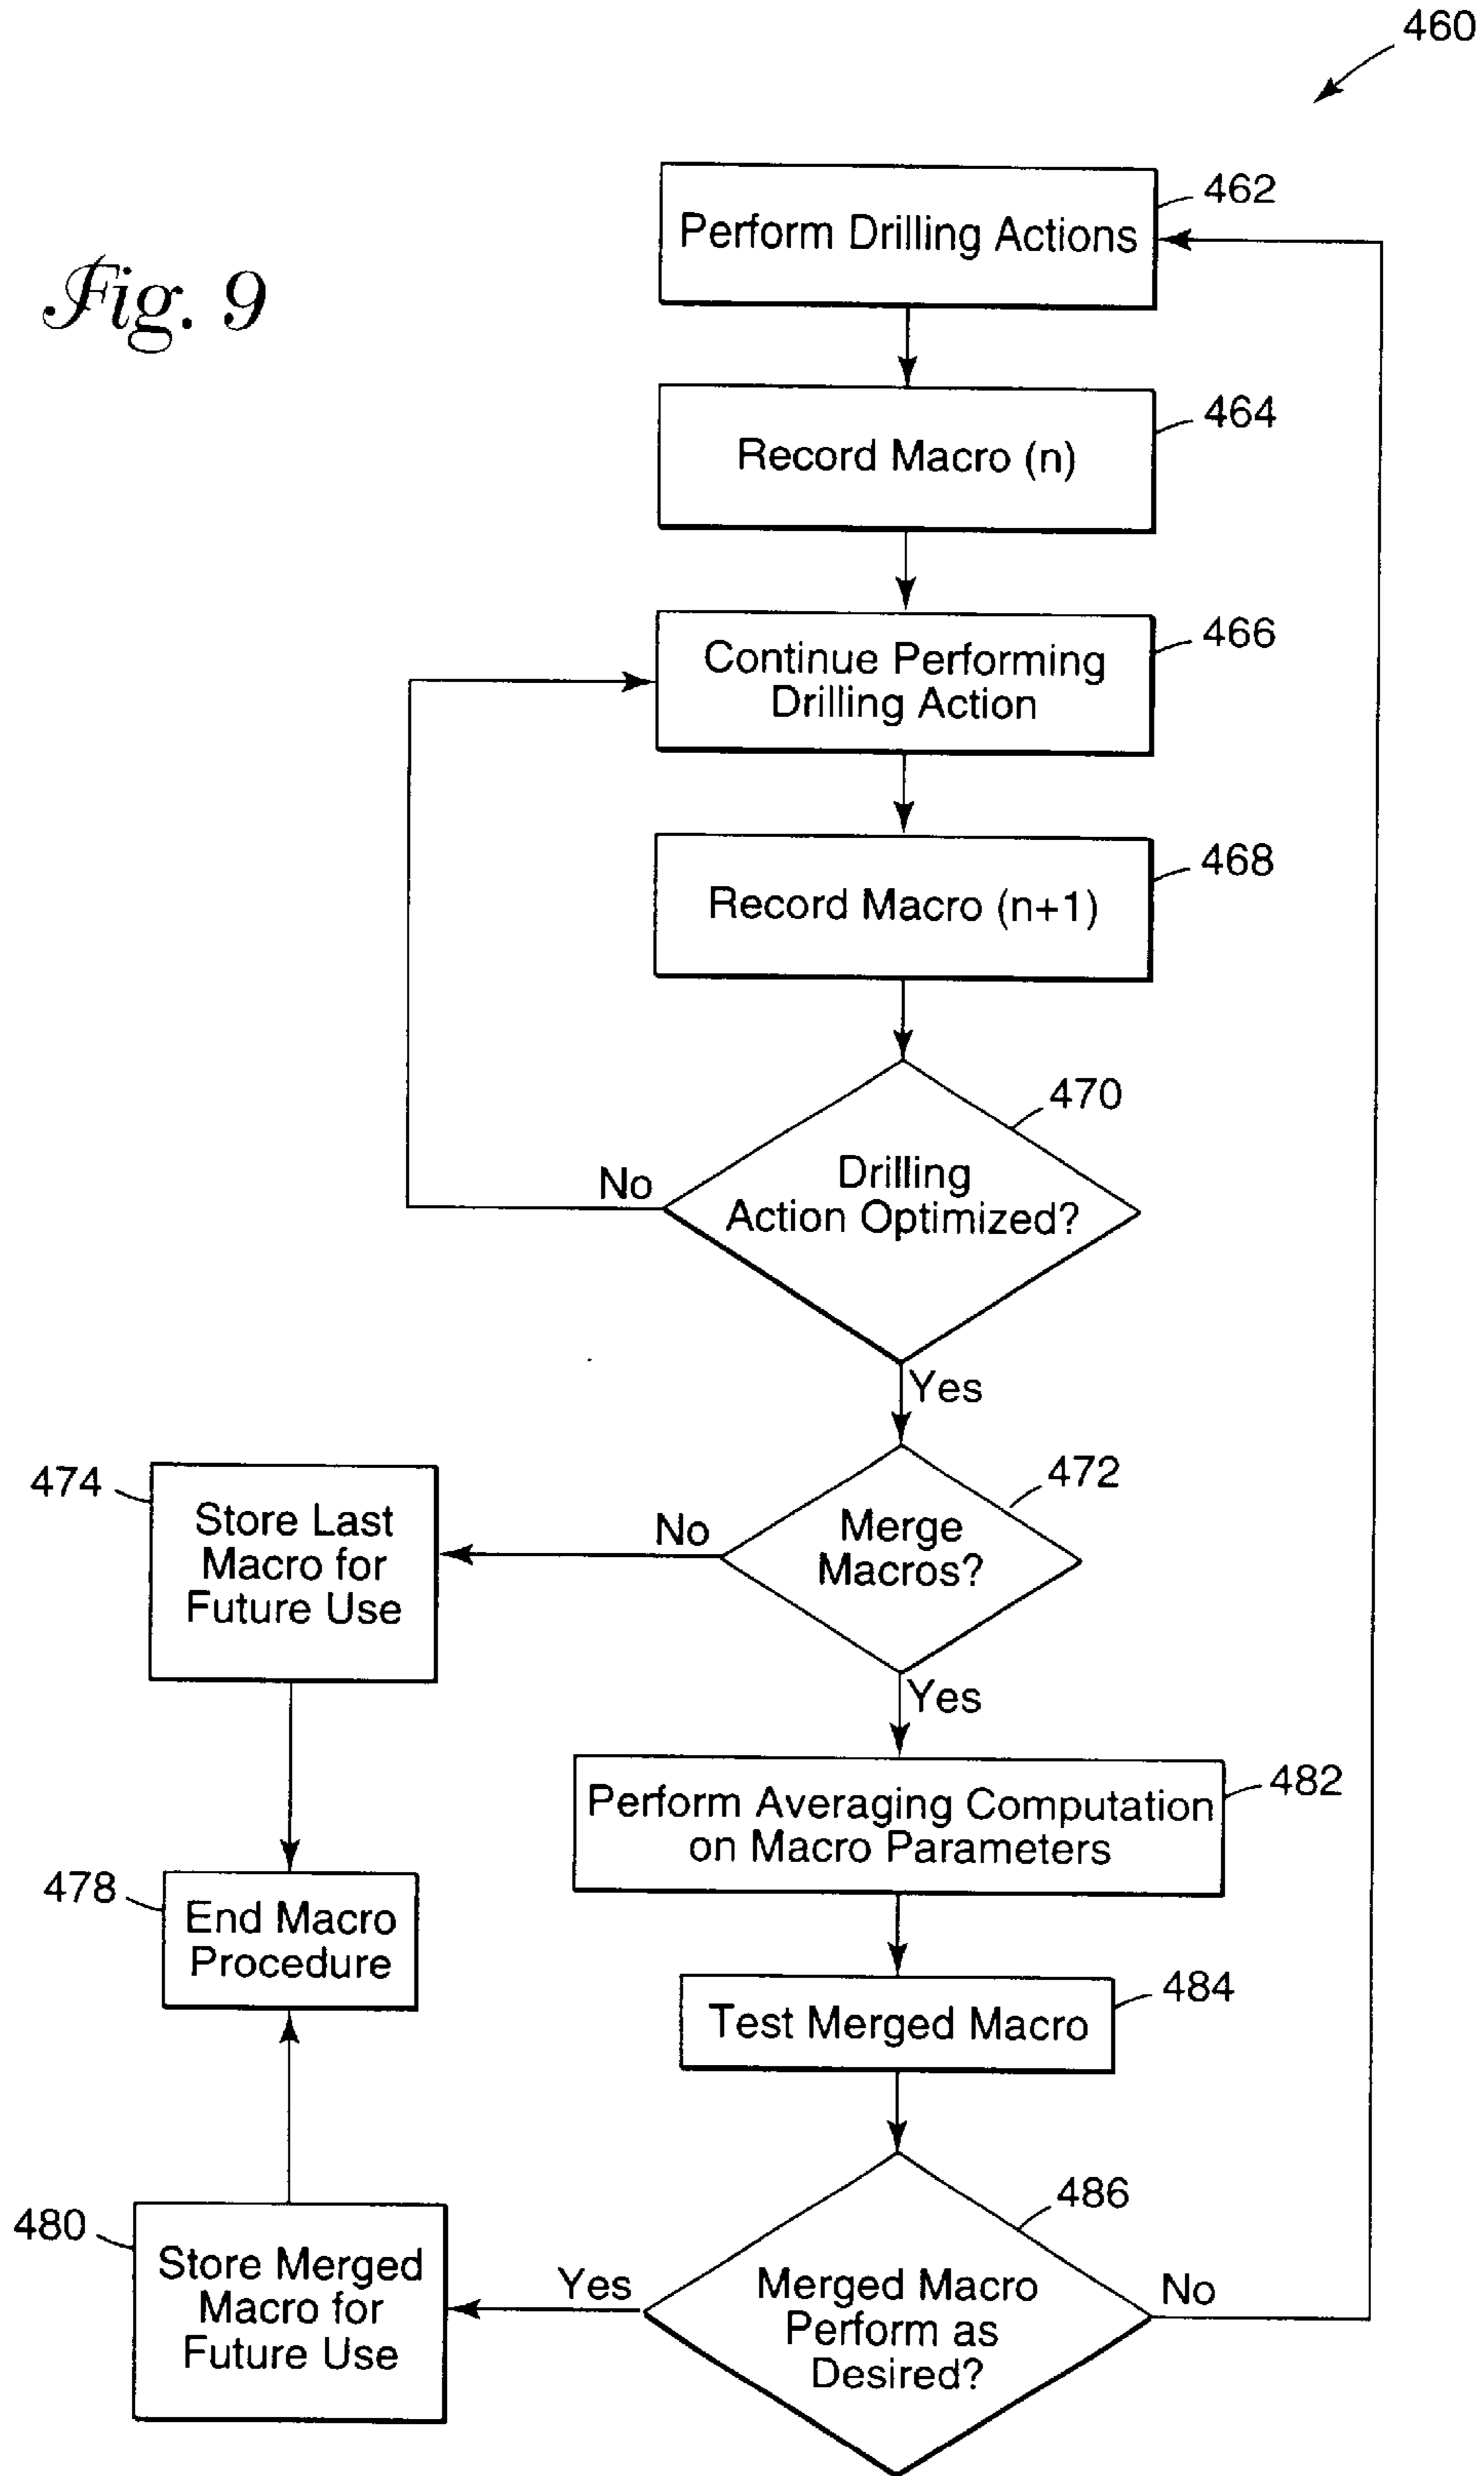 460
Fig. 9
462
Perform Drilling Actions
464
Record Macro (n)
466
Continue Performing
Drilling Action
468
Record Macro (n+1)
470
Drilling
Action Optimized?
No
Yes
472
Merge
Macros?
No
474
Store Last
Macro for
Future Use
Yes
482
Perform Averaging Computation
on Macro Parameters
478
End Macro
Procedure
484
Test Merged Macro
486
Merged Macro
Perform as
Desired?
Yes
No
480
Store Merged
Macro for
Future Use